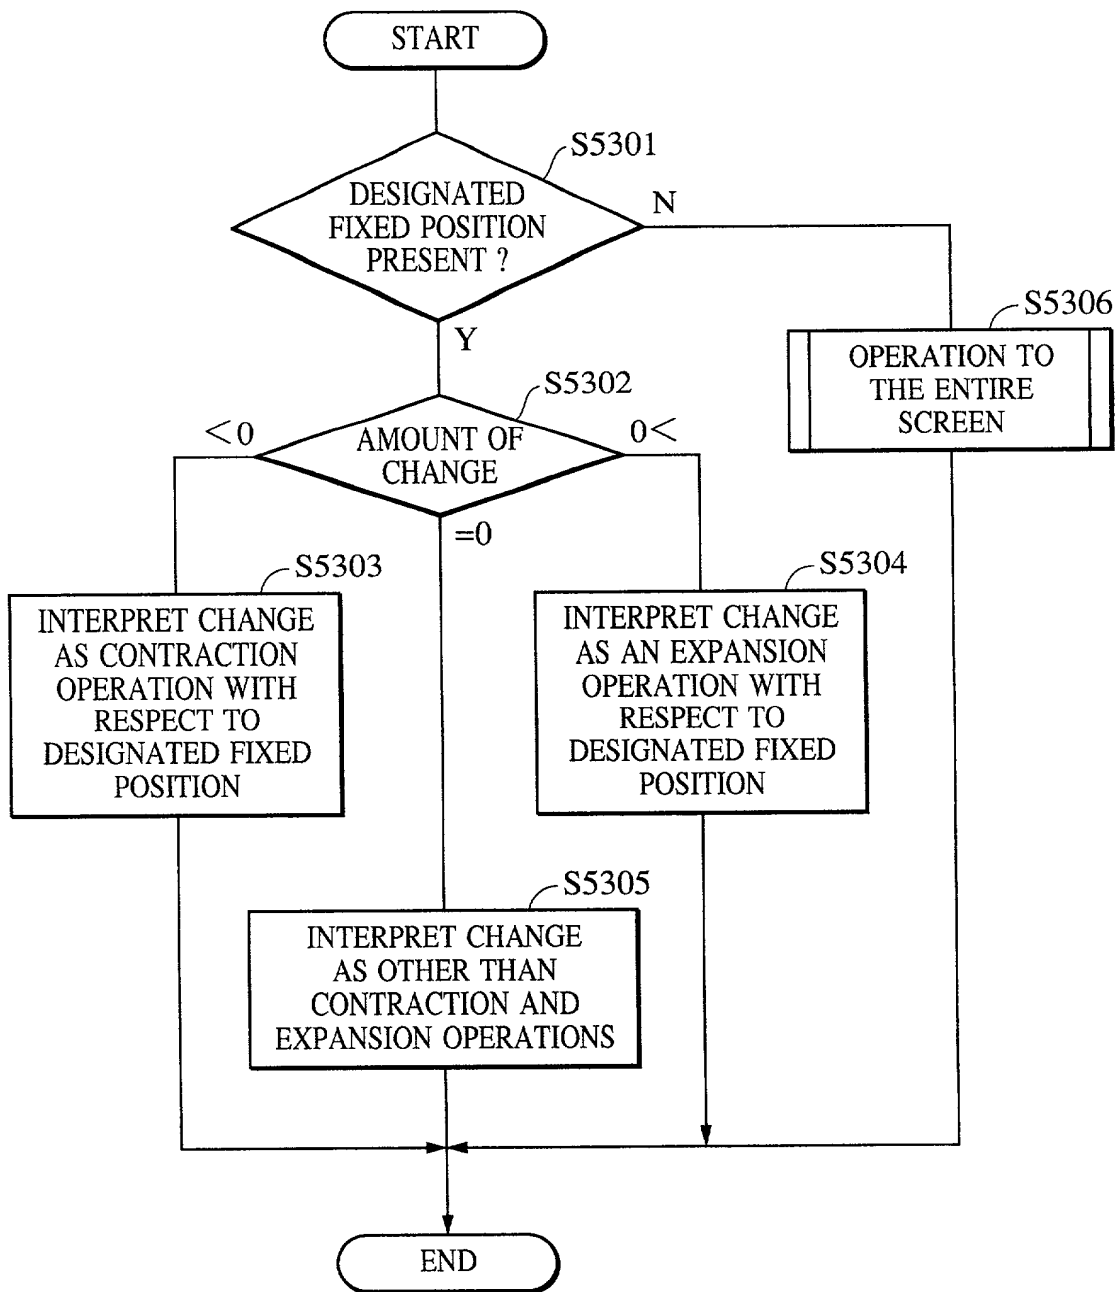 START
S5301
DESIGNATED
FIXED POSITION
PRESENT ?
N
Y
S5306
OPERATION TO
THE ENTIRE
SCREEN
S5302
<0
AMOUNT OF
CHANGE
0<
=0
S5303
INTERPRET CHANGE
AS CONTRACTION
OPERATION WITH
RESPECT TO
DESIGNATED FIXED
POSITION
S5304
INTERPRET CHANGE
AS AN EXPANSION
OPERATION WITH
RESPECT TO
DESIGNATED FIXED
POSITION
S5305
INTERPRET CHANGE
AS OTHER THAN
CONTRACTION AND
EXPANSION OPERATIONS
END